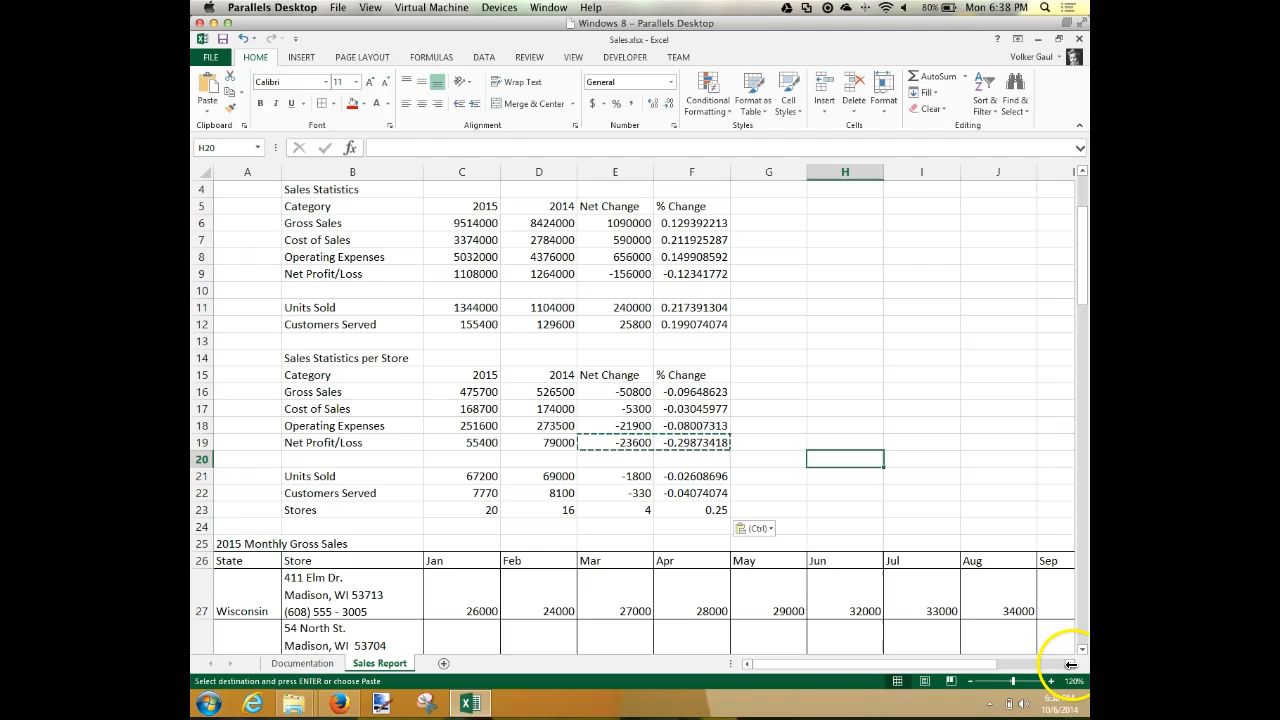 Parallels Desktop File View Virtual Machine Devices Window Help 80% Mon 6:38 PM
Windows 8 - Parallels Desktop
Sales.xlsx - Excel
FILE HOME INSERT PAGE LAYOUT FORMULAS DATA REVIEW VIEW DEVELOPER TEAM Volker Gaul
Paste
Clipboard
Calibri 11
B I U A
Font
Wrap Text
Merge & Center
Alignment
General
$ % ,
Number
Conditional Formatting
Format as Table
Cell Styles
Styles
Insert Delete Format
Cells
AutoSum
Fill
Clear
Sort & Filter
Find & Select
Editing
H20 fx
A B C D E F G H I J
4 Sales Statistics
5 Category 2015 2014 Net Change % Change
6 Gross Sales 9514000 8424000 1090000 0.129392213
7 Cost of Sales 3374000 2784000 590000 0.211925287
8 Operating Expenses 5032000 4376000 656000 0.149908592
9 Net Profit/Loss 1108000 1264000 -156000 -0.12341772
10
11 Units Sold 1344000 1104000 240000 0.217391304
12 Customers Served 155400 129600 25800 0.199074074
13
14 Sales Statistics per Store
15 Category 2015 2014 Net Change % Change
16 Gross Sales 475700 526500 -50800 -0.09648623
17 Cost of Sales 168700 174000 -5300 -0.03045977
18 Operating Expenses 251600 273500 -21900 -0.08007313
19 Net Profit/Loss 55400 79000 -23600 -0.29873418
20
21 Units Sold 67200 69000 -1800 -0.02608696
22 Customers Served 7770 8100 -330 -0.04074074
23 Stores 20 16 4 0.25
24 (Ctrl)
25 2015 Monthly Gross Sales
26 State Store Jan Feb Mar Apr May Jun Jul Aug Sep
411 Elm Dr.
Madison, WI 53713
27 Wisconsin (608) 555 - 3005 26000 24000 27000 28000 29000 32000 33000 34000
54 North St.
Madison, WI 53704
Documentation Sales Report
Select destination and press ENTER or choose Paste 120%
6:38 PM
10/6/2014